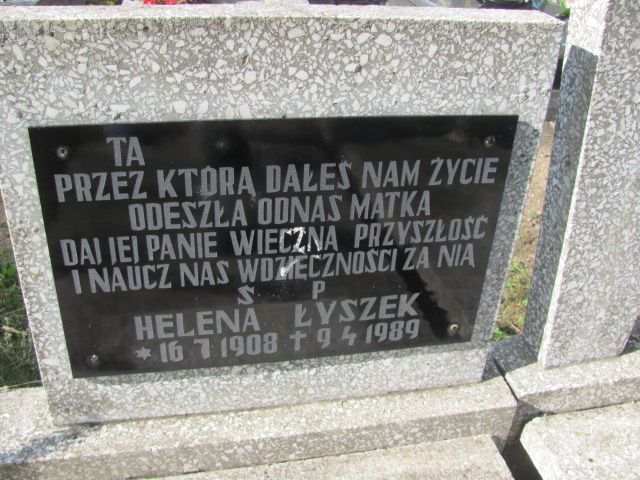 TA
PRZEZ KTÓRĄ DAŁEŚ NAM ŻYCIE
ODESZŁA ODNAS MATKA
DAJ JEJ PANIE WIECZNĄ PRZYSZŁOŚĆ
I NAUCZ NAS WDZIĘCZNOŚCI ZA NIĄ
Ś P
HELENA ŁYSZEK
* 16 7 1908 † 9 4 1989